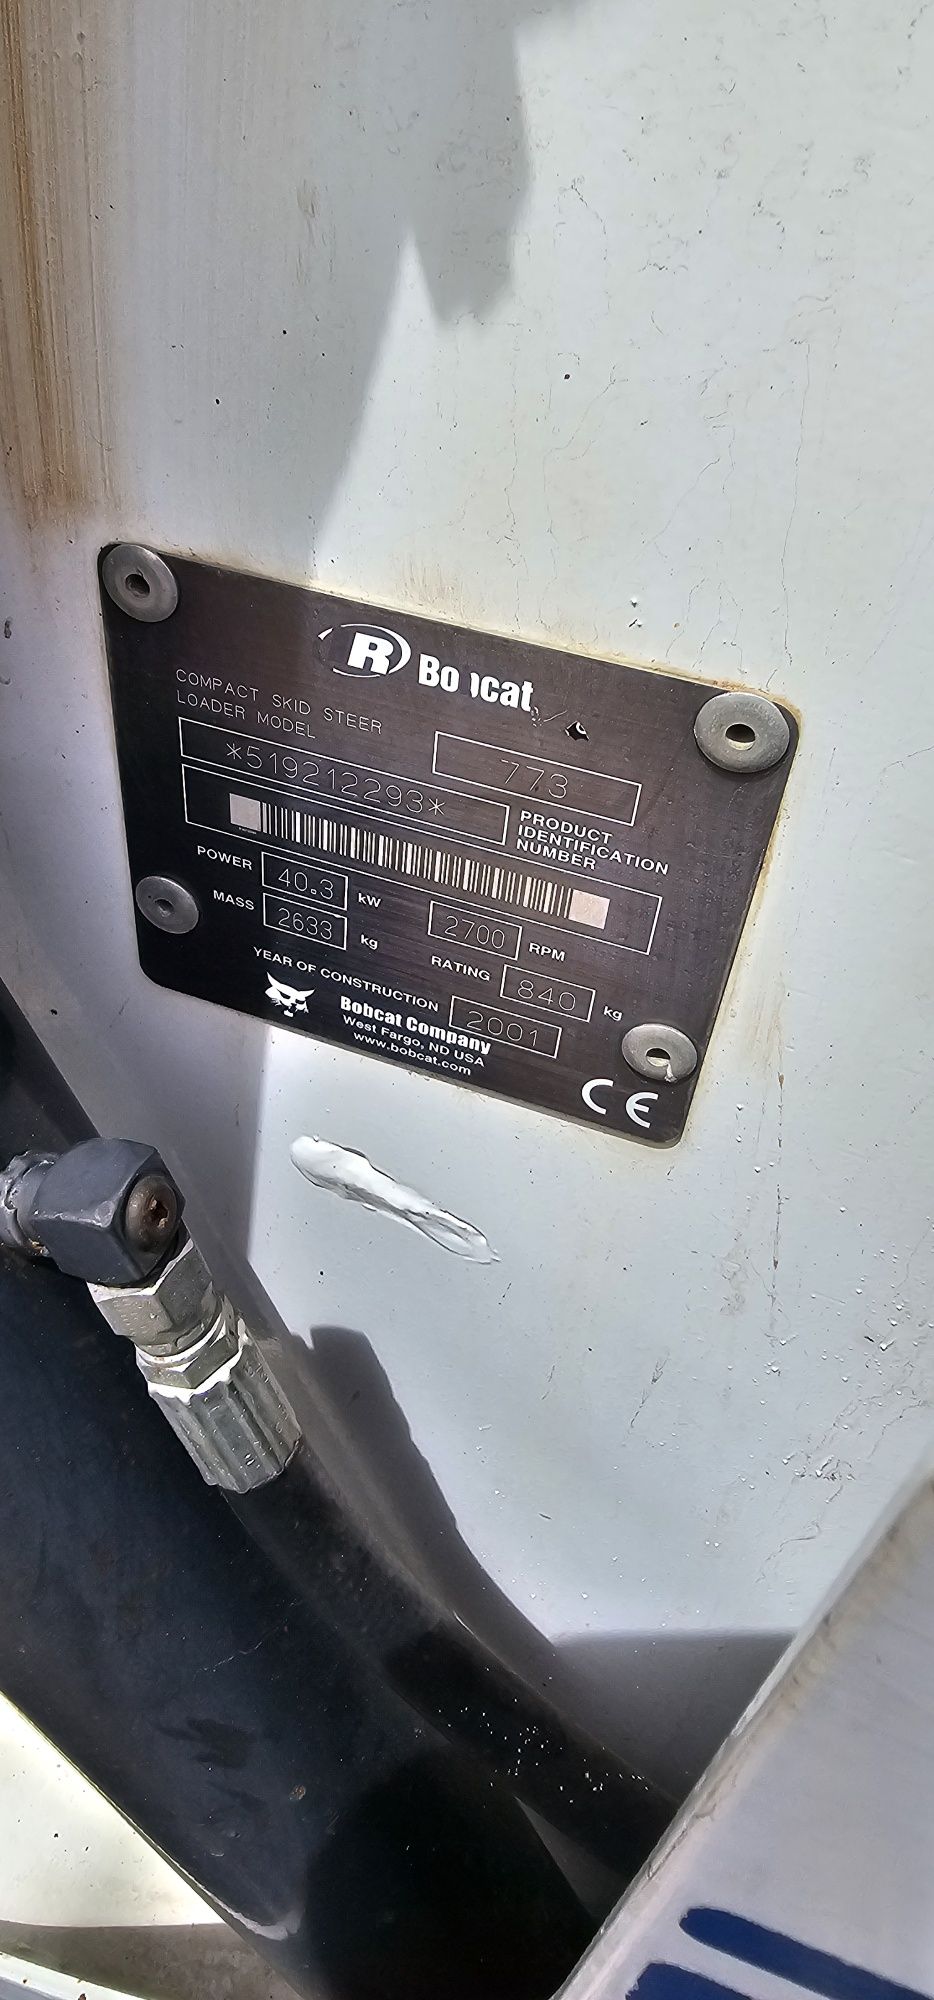 R Bobcat
COMPACT SKID STEER
LOADER MODEL
773
*519212293*
PRODUCT
IDENTIFICATION
NUMBER
POWER 40.3 kW 2700 RPM
MASS 2633 kg RATING 840 kg
YEAR OF CONSTRUCTION 2001
Bobcat Company
West Fargo, ND USA
www.bobcat.com
CE